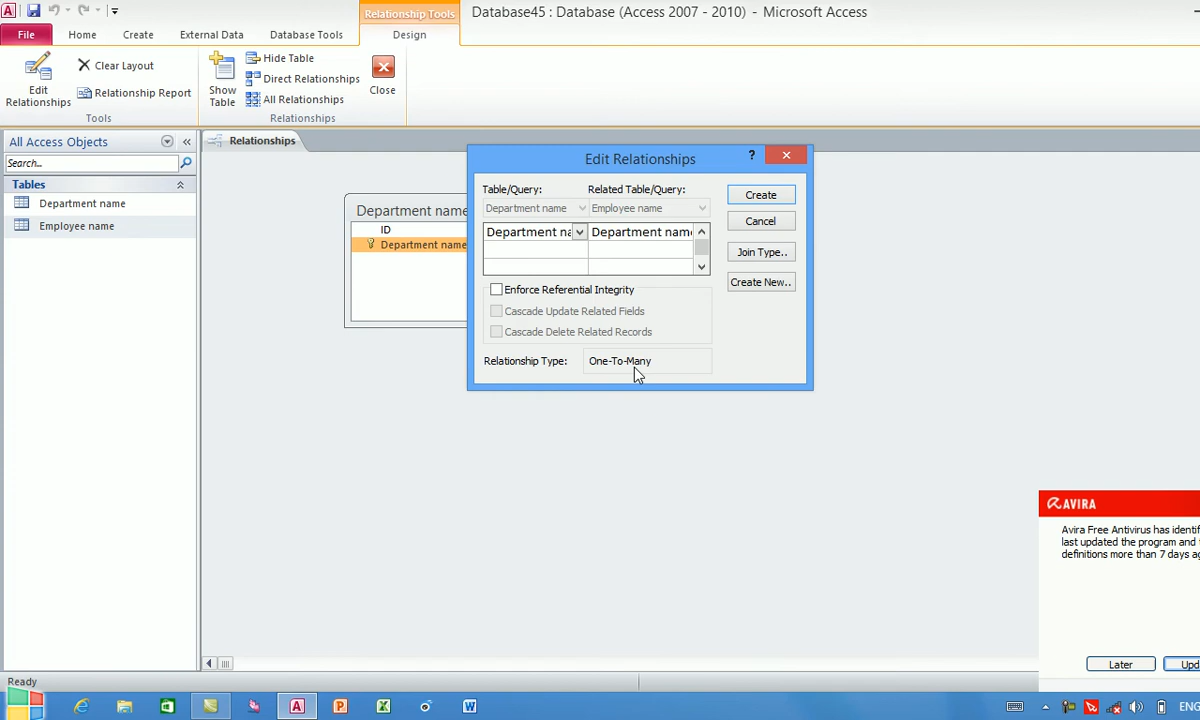 Relationship Tools
Database45 : Database (Access 2007 - 2010) - Microsoft Access
File
Home
Create
External Data
Database Tools
Design
Edit
Relationships
Clear Layout
Relationship Report
Tools
Show
Table
Hide Table
Direct Relationships
All Relationships
Relationships
Close
All Access Objects
Search...
Tables
Department name
Employee name
Relationships
Department name
ID
Department name
Edit Relationships
?
Table/Query:
Related Table/Query:
Department name
Employee name
Department na
Department name
Enforce Referential Integrity
Cascade Update Related Fields
Cascade Delete Related Records
Relationship Type:
One-To-Many
Create
Cancel
Join Type..
Create New..
AVIRA
Avira Free Antivirus has identif
last updated the program and
definitions more than 7 days ag
Later
Upd
Ready
ENG